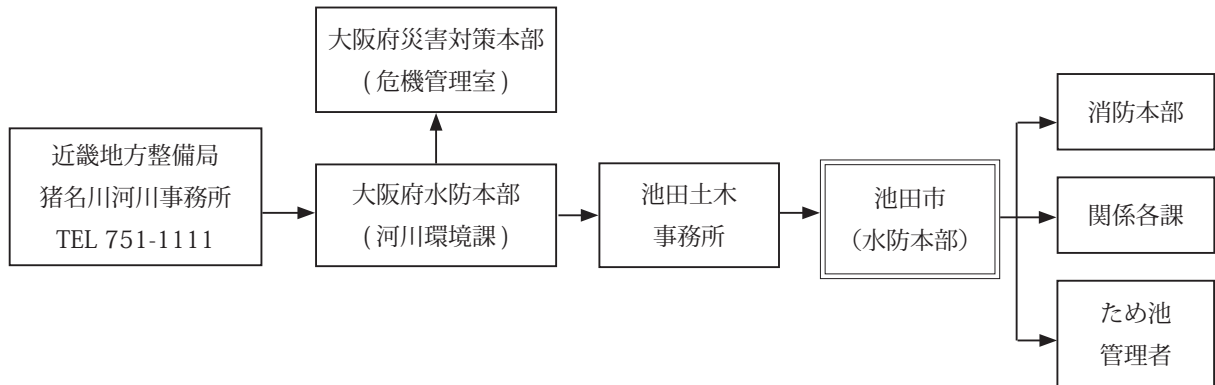 大阪府災害対策本部
( 危機管理室 )
近畿地方整備局
猪名川河川事務所
TEL 751-1111
大阪府水防本部
( 河川環境課 )
池田土木
事務所
池田市
（水防本部）
消防本部
関係各課
ため池
管理者